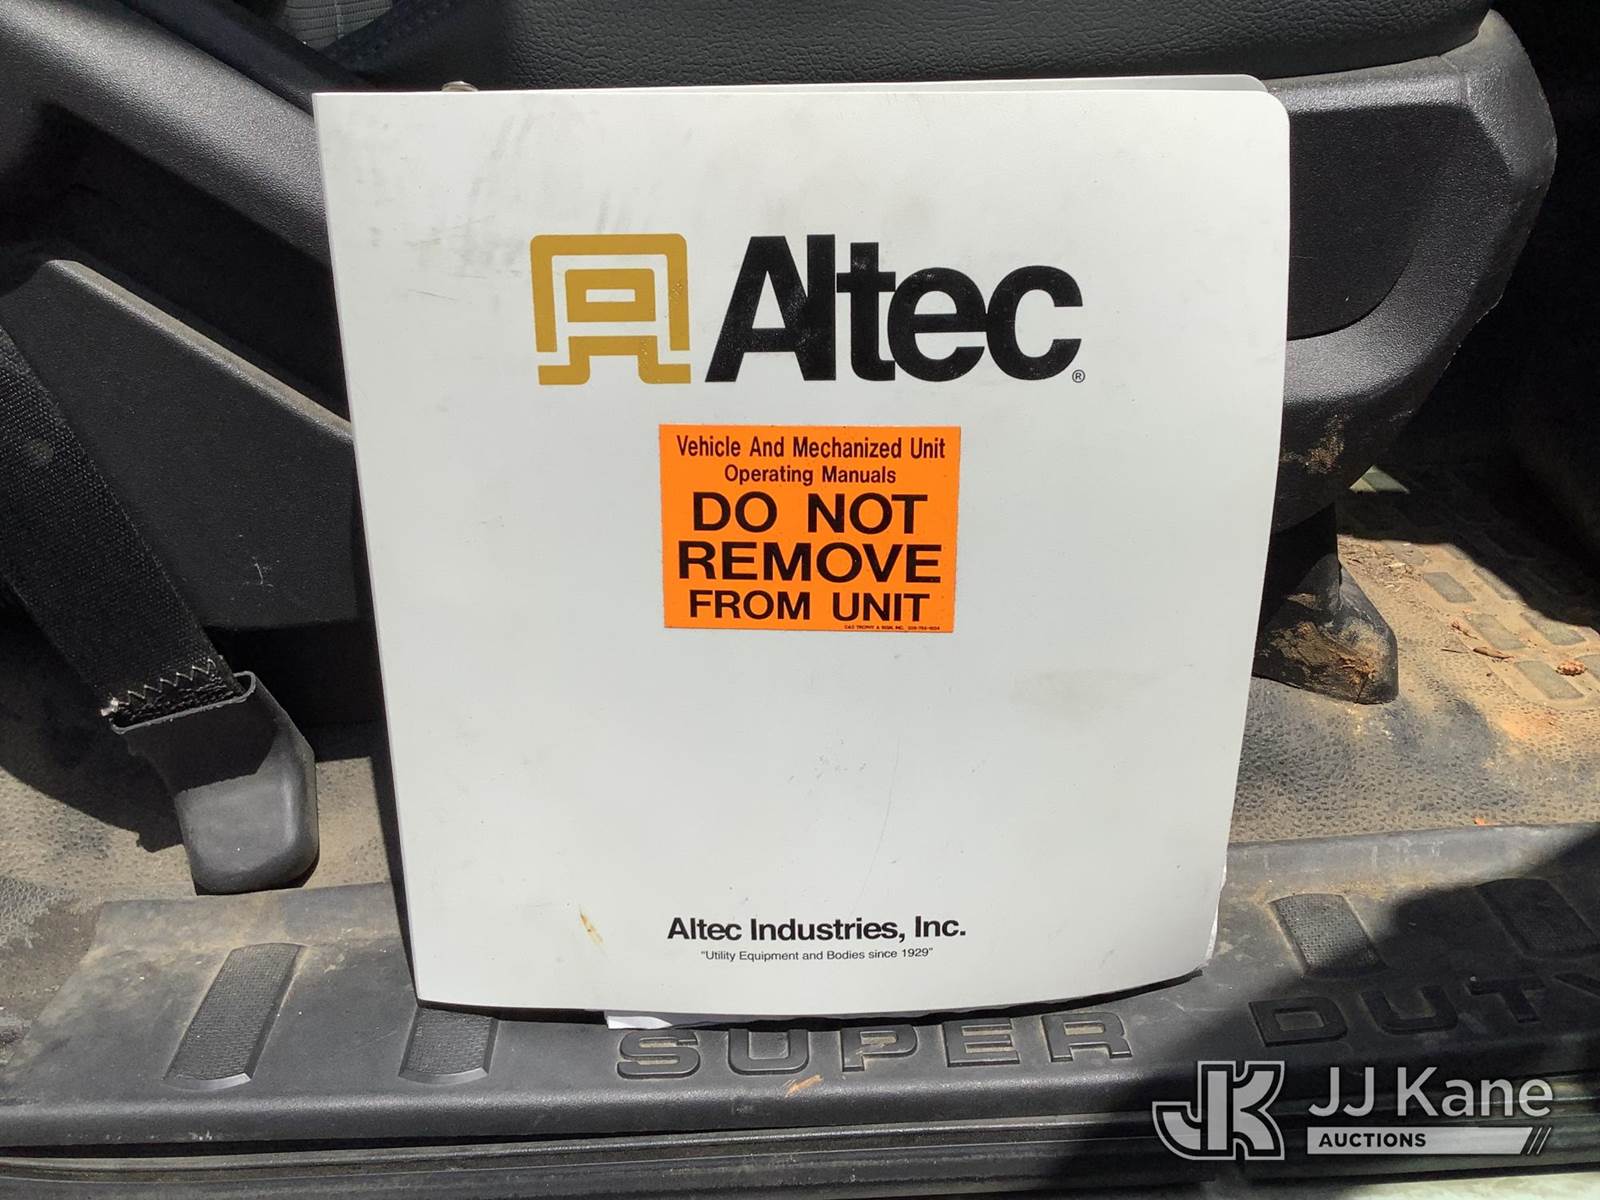 Altec®
Vehicle And Mechanized Unit
Operating Manuals
DO NOT
REMOVE
FROM UNIT
Altec Industries, Inc.
"Utility Equipment and Bodies since 1929"
SUPER DUTY
JK JJ Kane
AUCTIONS